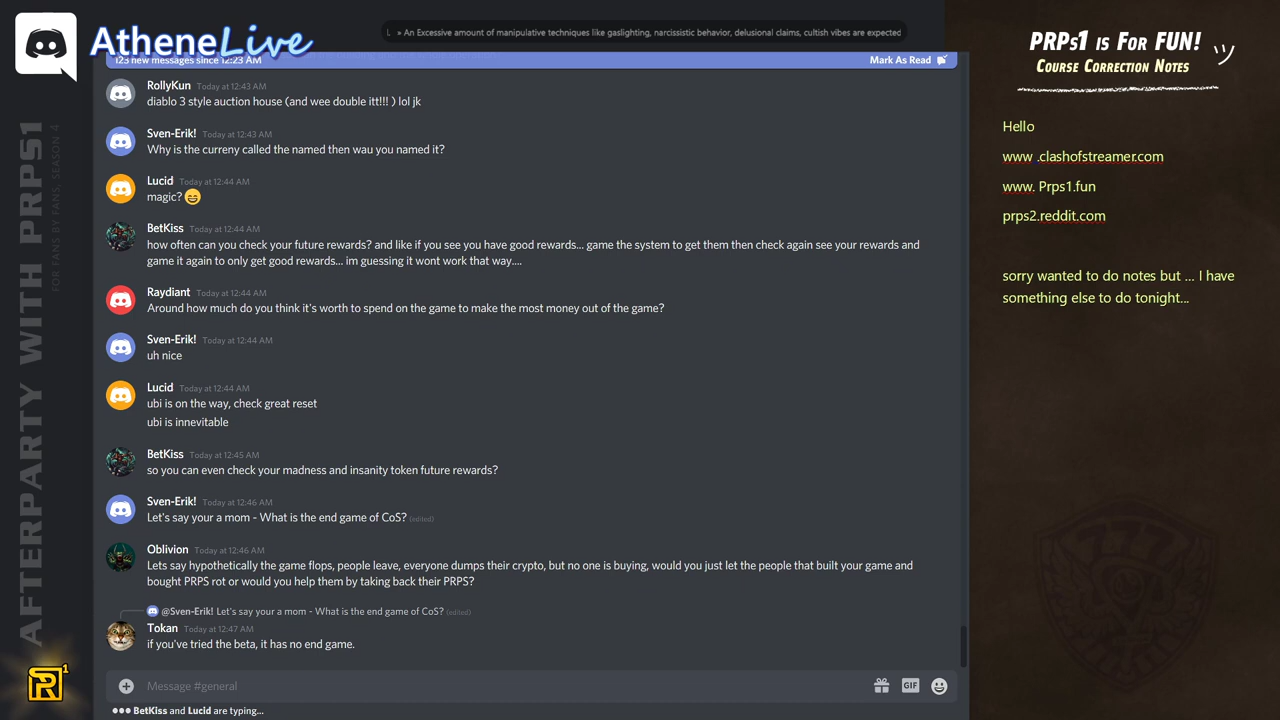 AtheneLive
» An Excessive amount of manipulative techniques like gaslighting, narcissistic behavior, delusional claims, cultish vibes are expected
123 new messages since 12:23 AM
Mark As Read
RollyKun Today at 12:43 AM
diablo 3 style auction house (and wee double itt!!! ) lol jk
Sven-Erik! Today at 12:43 AM
Why is the curreny called the named then wau you named it?
Lucid Today at 12:44 AM
magic? 😄
BetKiss Today at 12:44 AM
how often can you check your future rewards? and like if you see you have good rewards... game the system to get them then check again see your rewards and
game it again to only get good rewards... im guessing it wont work that way....
Raydiant Today at 12:44 AM
Around how much do you think it's worth to spend on the game to make the most money out of the game?
Sven-Erik! Today at 12:44 AM
uh nice
Lucid Today at 12:44 AM
ubi is on the way, check great reset
ubi is innevitable
BetKiss Today at 12:45 AM
so you can even check your madness and insanity token future rewards?
Sven-Erik! Today at 12:46 AM
Let's say your a mom - What is the end game of CoS? (edited)
Oblivion Today at 12:46 AM
Lets say hypothetically the game flops, people leave, everyone dumps their crypto, but no one is buying, would you just let the people that built your game and
bought PRPS rot or would you help them by taking back their PRPS?
@Sven-Erik! Let's say your a mom - What is the end game of CoS? (edited)
Tokan Today at 12:47 AM
if you've tried the beta, it has no end game.
Message #general
GIF
BetKiss and Lucid are typing...
AFTERPARTY WITH PRPS1
FOR FANS BY FANS, SEASON 4
R1
PRPs1 is For FUN! ツ
Course Correction Notes
Hello
www .clashofstreamer.com
www. Prps1.fun
prps2.reddit.com
sorry wanted to do notes but ... I have
something else to do tonight...